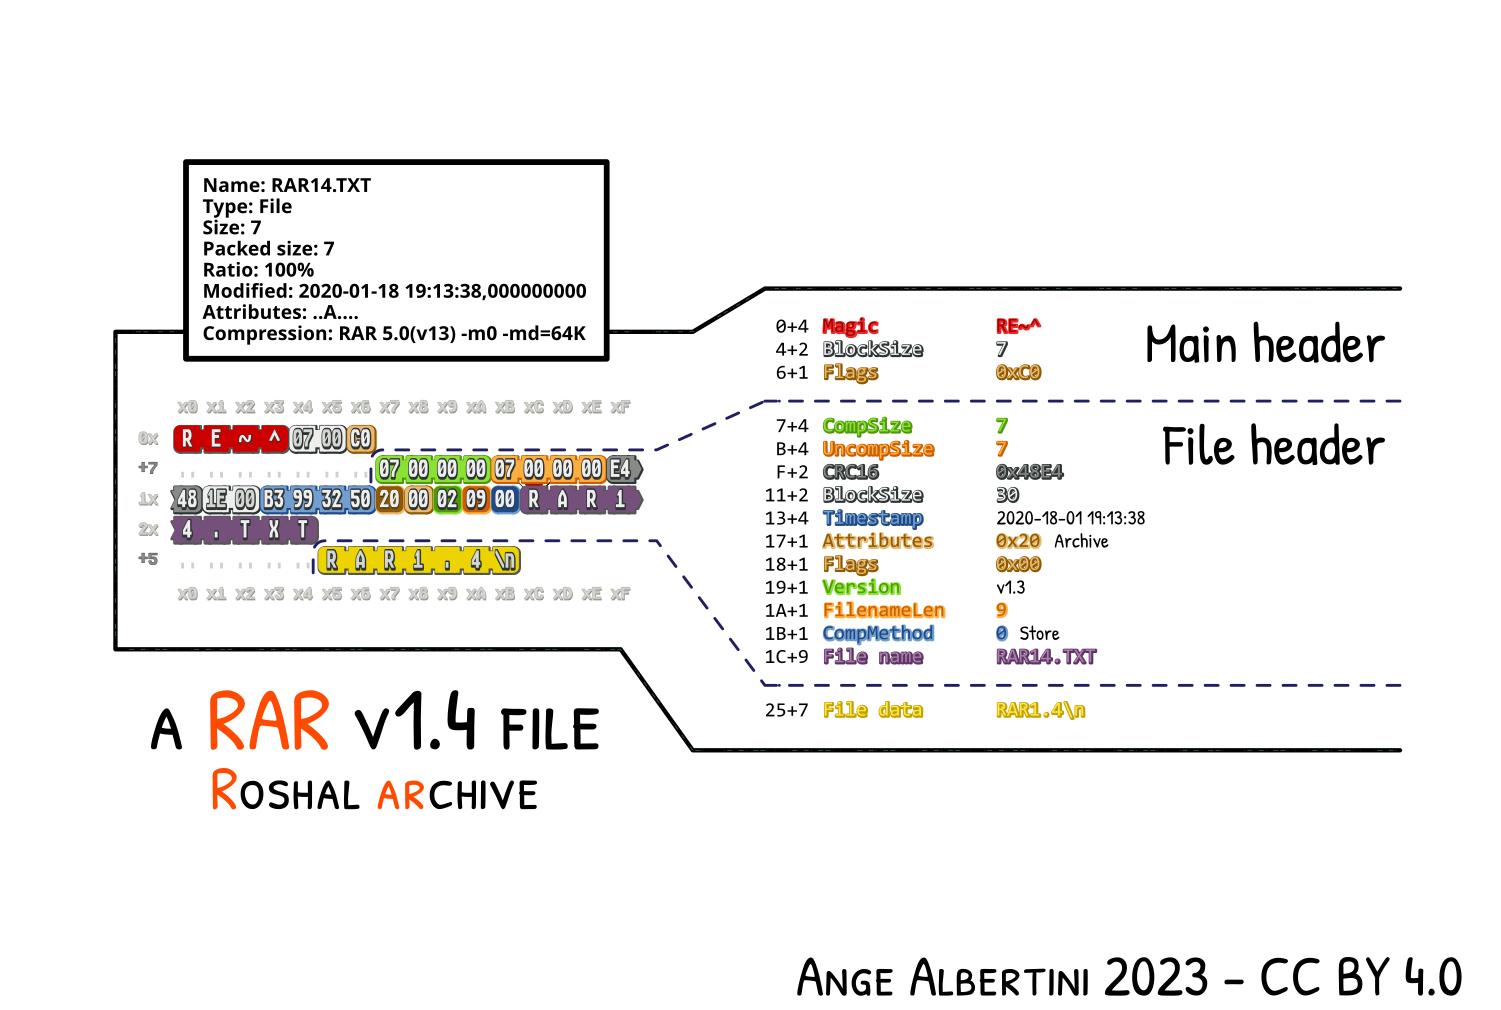 Name: RAR14.TXT
Type: File
Size: 7
Packed size: 7
Ratio: 100%
Modified: 2020-01-18 19:13:38,000000000
Attributes: ..A....
Compression: RAR 5.0(v13) -m0 -md=64K
x0 x1 x2 x3 x4 x5 x6 x7 x8 x9 xA xB xC xD xE xF
0x R E ~ ^ 07 00 C0
+7 .. .. .. .. .. .. .. 07 00 00 00 07 00 00 00 E4
1x 48 1E 00 B3 99 32 50 20 00 02 09 00 R A R 1
2x 4 . T X T
+5 .. .. .. .. .. R A R 1 . 4 \n
x0 x1 x2 x3 x4 x5 x6 x7 x8 x9 xA xB xC xD xE xF
Main header
0+4 Magic RE~^
4+2 BlockSize 7
6+1 Flags 0xC0
File header
7+4 CompSize 7
B+4 UncompSize 7
F+2 CRC16 0x48E4
11+2 BlockSize 30
13+4 Timestamp 2020-18-01 19:13:38
17+1 Attributes 0x20 Archive
18+1 Flags 0x00
19+1 Version v1.3
1A+1 FilenameLen 9
1B+1 CompMethod 0 Store
1C+9 File name RAR14.TXT
25+7 File data RAR1.4\n
A RAR v1.4 FILE
ROSHAL ARCHIVE
ANGE ALBERTINI 2023 - CC BY 4.0